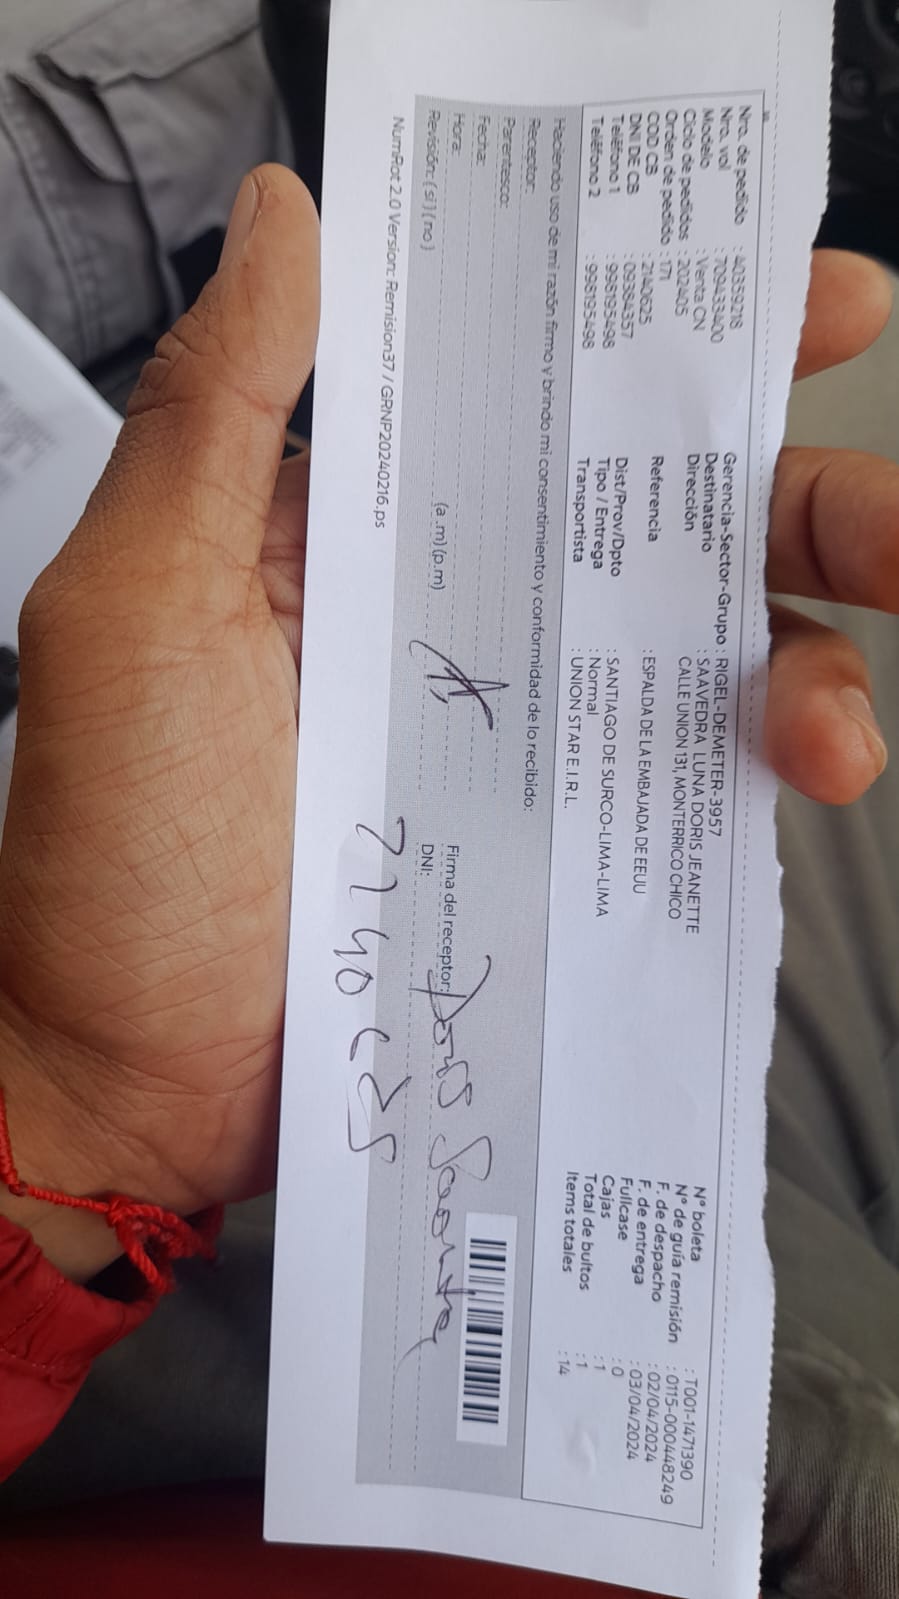 Nro. de pedido : 40359218
Nro. vol : 709433400
Modelo : Venta CN
Ciclo de pedidos : 202405
Orden de pedido : 171
COD CB : 2140625
DNI DE CB : 09384357
Teléfono 1 : 998195498
Teléfono 2 : 998195498
Gerencia-Sector-Grupo : RIGEL-DEMETER-3957
Destinatario : SAAVEDRA LUNA DORIS JEANETTE
Dirección CALLE UNION 131, MONTERRICO CHICO
Referencia : ESPALDA DE LA EMBAJADA DE EEUU
Dist/Prov/Dpto : SANTIAGO DE SURCO-LIMA-LIMA
Tipo / Entrega : Normal
Transportista : UNION STAR E.I.R.L.
N° boleta : T001-1471390
N° de guía remisión : 0115-000448249
F. de despacho : 02/04/2024
F. de entrega : 03/04/2024
Fullcase : 0
Cajas : 1
Total de bultos : 1
Items totales : 14
Haciendo uso de mi razón firmo y brindo mi consentimiento y conformidad de lo recibido:
Receptor:
Parentesco:
Fecha:
Hora: (a .m) (p.m)
Revisión: ( si ) ( no )
Firma del receptor: Doris
DNI:
NumRot 2.0 Version: Remision37 / GRNP20240216.ps